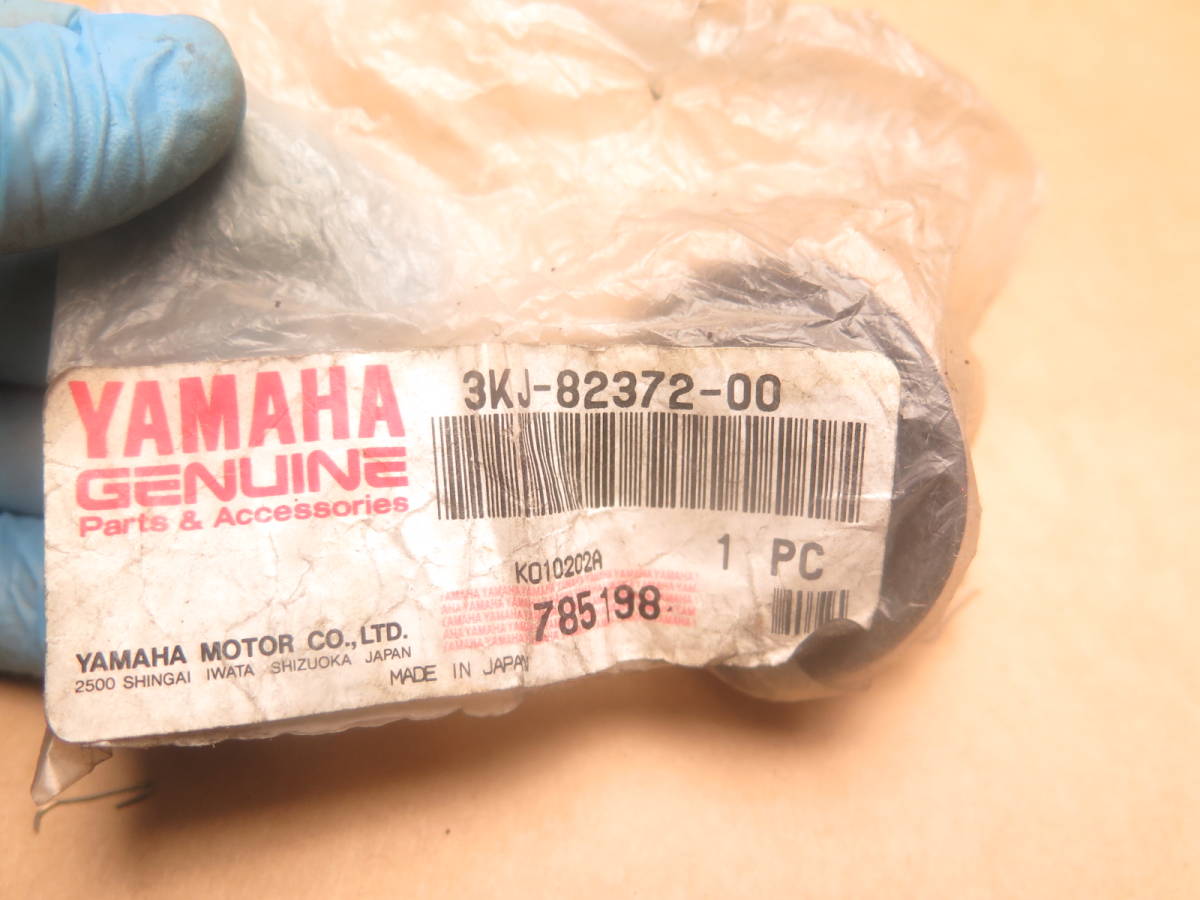 YAMAHA
GENUINE
Parts & Accessories
3KJ-82372-00
1 PC
K010202A
785198
YAMAHA MOTOR CO.,LTD.
2500 SHINGAI IWATA SHIZUOKA JAPAN
MADE IN JAPAN